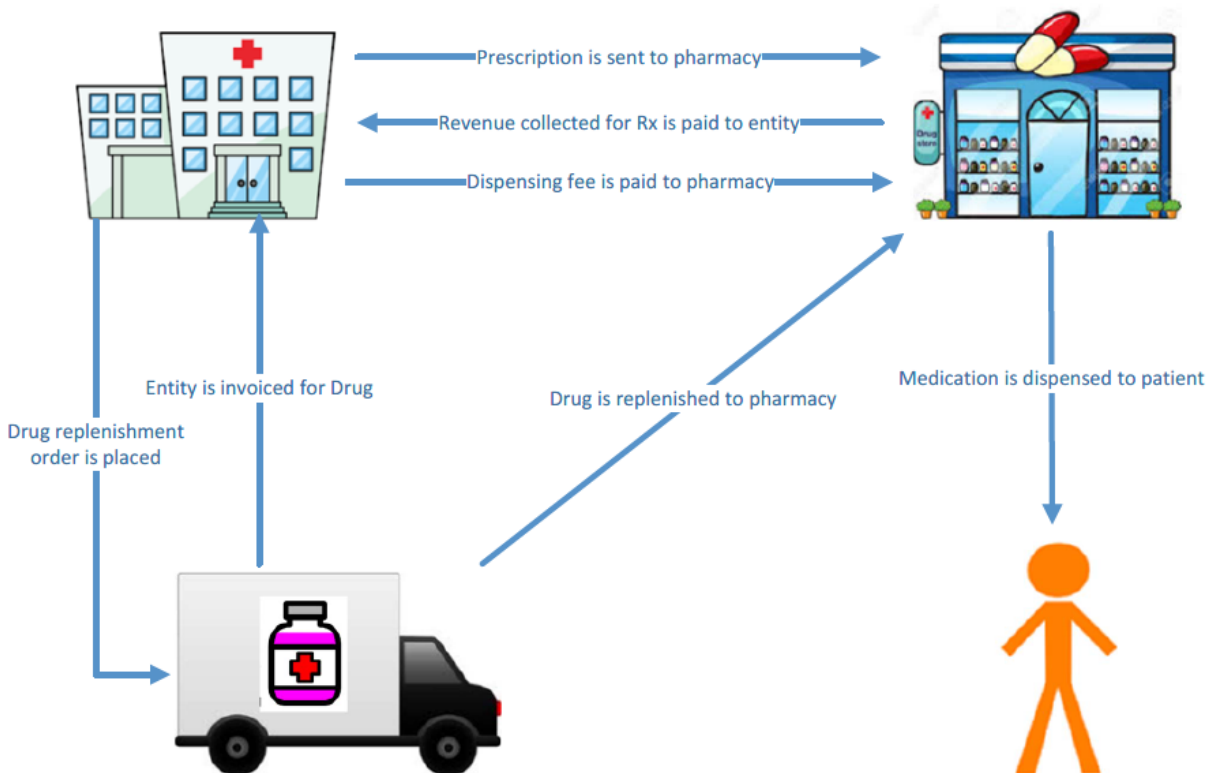 Prescription is sent to pharmacy
Revenue collected for Rx is paid to entity
Drug
store
Dispensing fee is paid to pharmacy
Entity is invoiced for Drug
Drug is replenished to pharmacy
Medication is dispensed to patient
Drug replenishment
order is placed